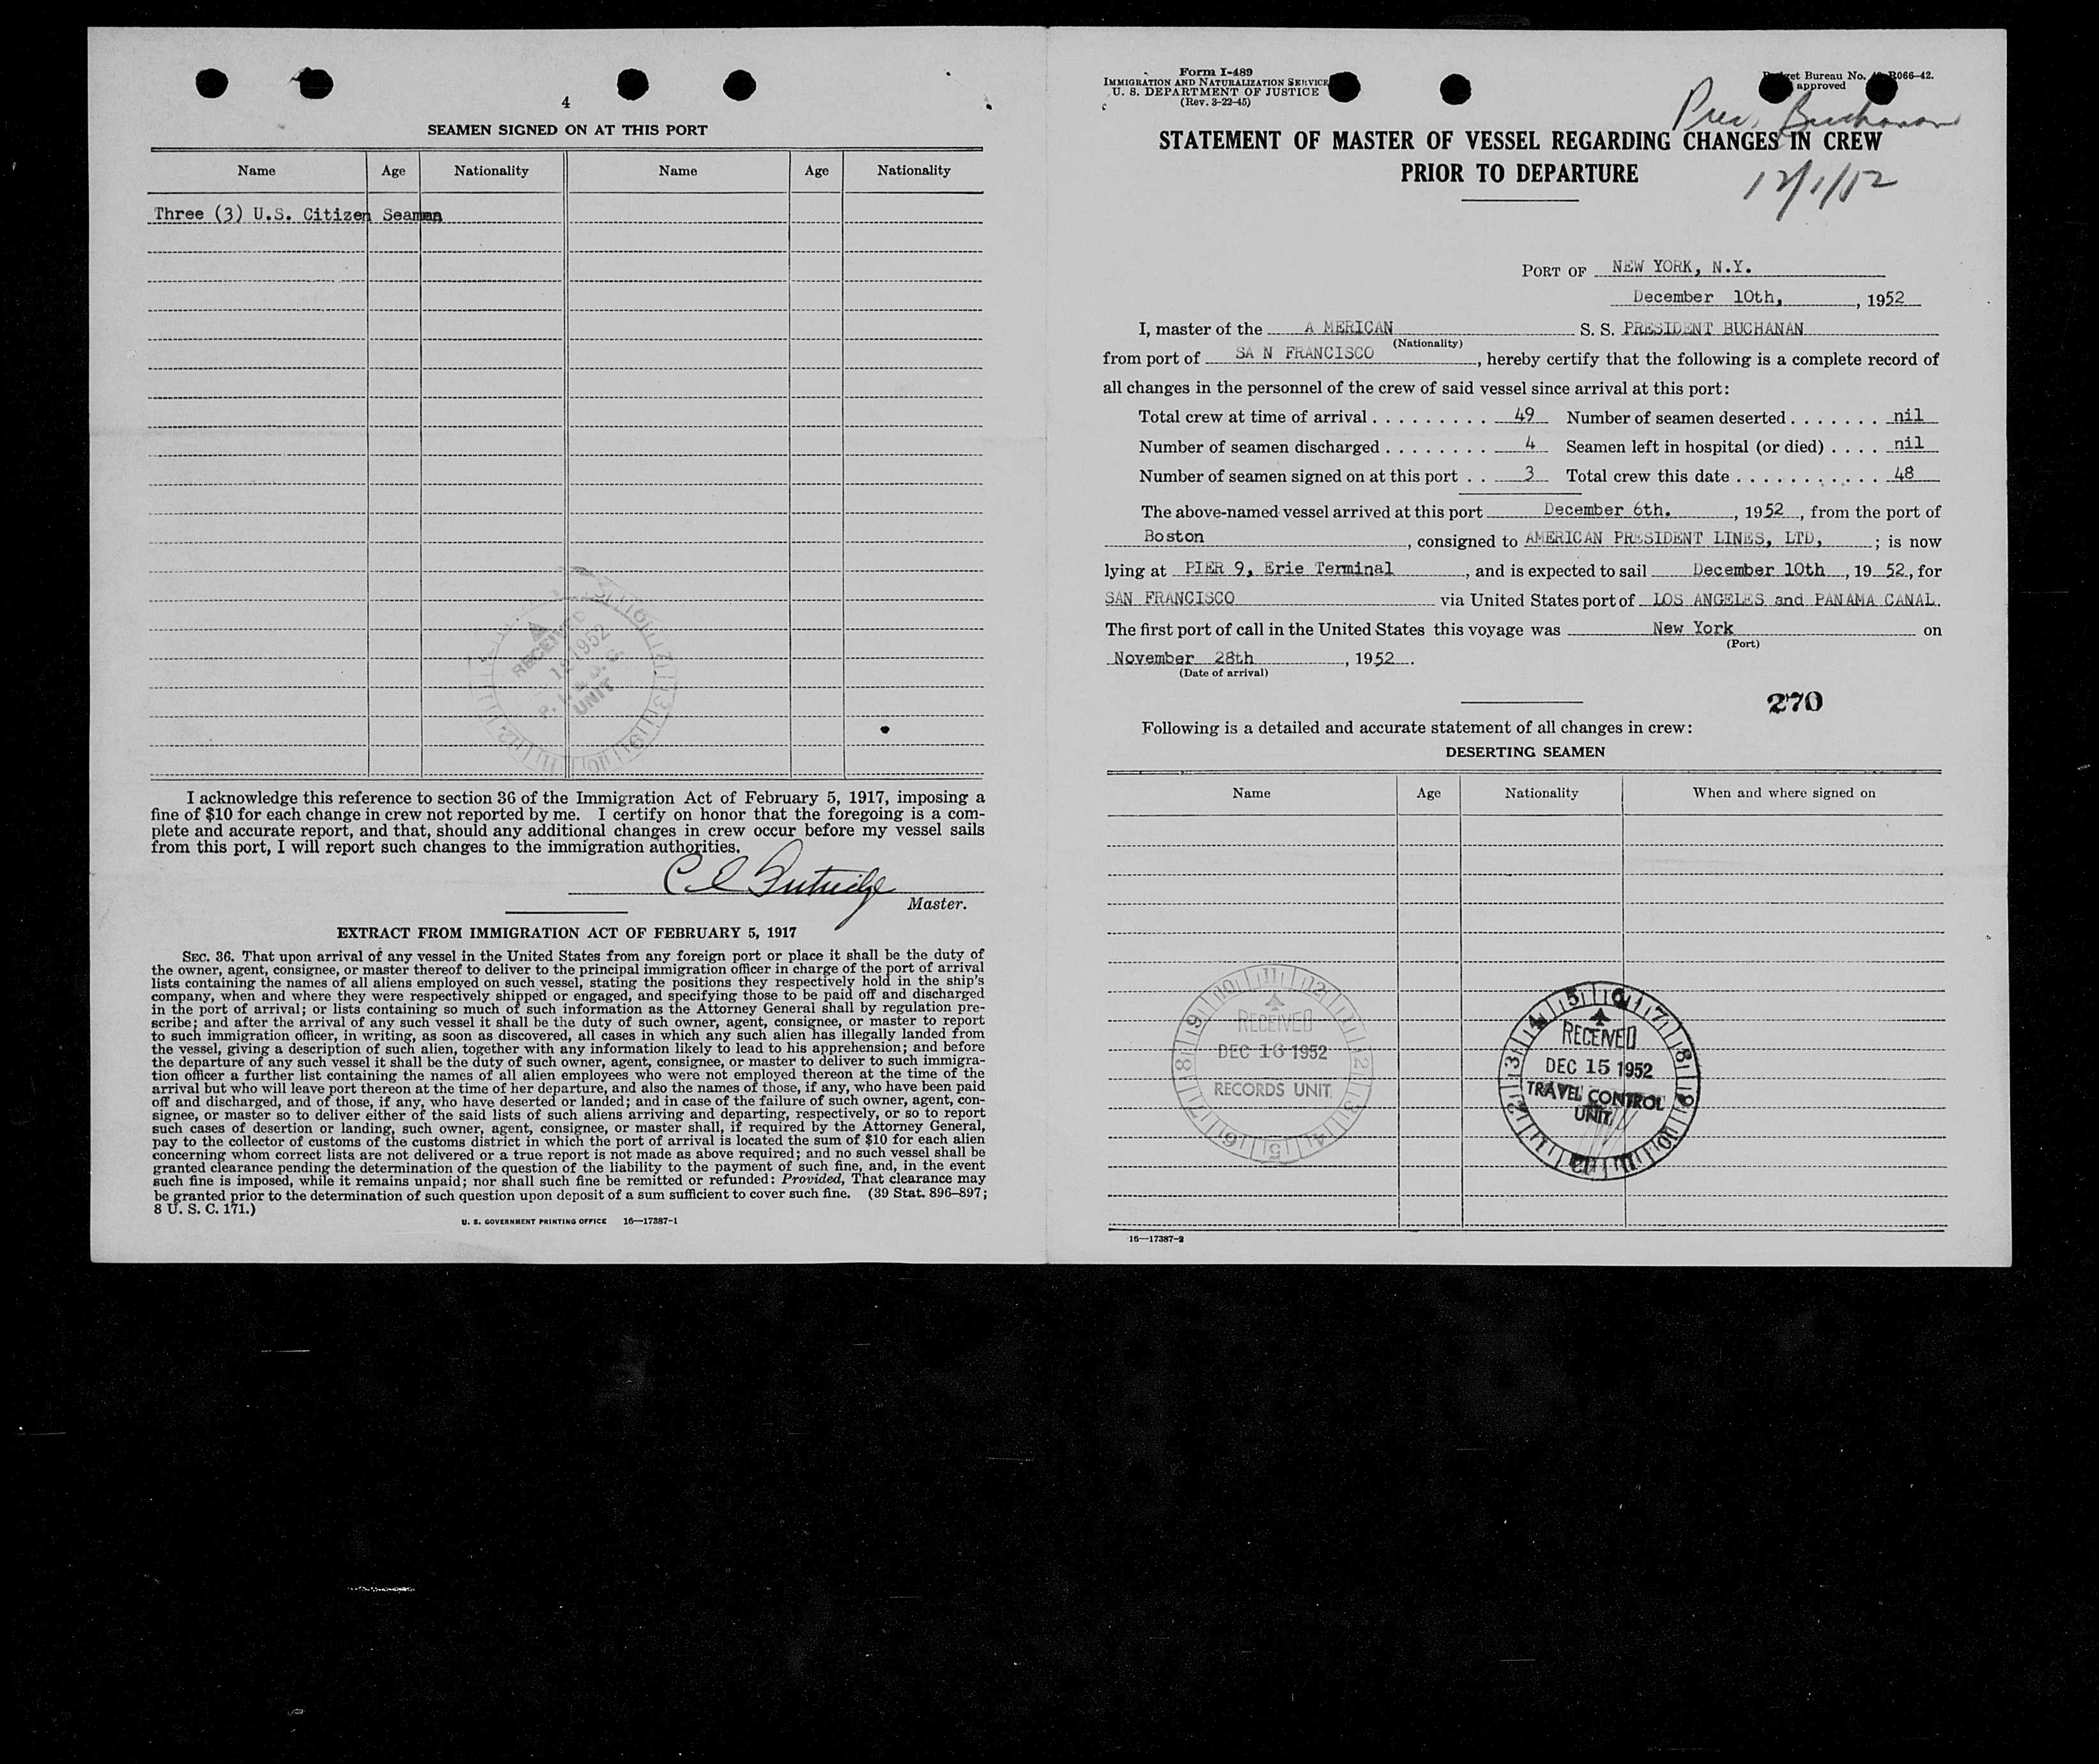 4
SEAMEN SIGNED ON AT THIS PORT
Name Age Nationality Name Age Nationality
Three (3) U.S. Citizen Seamen
RECEIVED
1952
UNIT
I acknowledge this reference to section 36 of the Immigration Act of February 5, 1917, imposing a
fine of $10 for each change in crew not reported by me. I certify on honor that the foregoing is a com-
plete and accurate report, and that, should any additional changes in crew occur before my vessel sails
from this port, I will report such changes to the immigration authorities.
Master.
EXTRACT FROM IMMIGRATION ACT OF FEBRUARY 5, 1917
SEC. 36. That upon arrival of any vessel in the United States from any foreign port or place it shall be the duty of
the owner, agent, consignee, or master thereof to deliver to the principal immigration officer in charge of the port of arrival
lists containing the names of all aliens employed on such vessel, stating the positions they respectively hold in the ship's
company, when and where they were respectively shipped or engaged, and specifying those to be paid off and discharged
in the port of arrival; or lists containing so much of such information as the Attorney General shall by regulation pre-
scribe; and after the arrival of any such vessel it shall be the duty of such owner, agent, consignee, or master to report
to such immigration officer, in writing, as soon as discovered, all cases in which any such alien has illegally landed from
the vessel, giving a description of such alien, together with any information likely to lead to his apprehension; and before
the departure of any such vessel it shall be the duty of such owner, agent, consignee, or master to deliver to such immigra-
tion officer a further list containing the names of all alien employees who were not employed thereon at the time of the
arrival but who will leave port thereon at the time of her departure, and also the names of those, if any, who have been paid
off and discharged, and of those, if any, who have deserted or landed; and in case of the failure of such owner, agent, con-
signee, or master so to deliver either of the said lists of such aliens arriving and departing, respectively, or so to report
such cases of desertion or landing, such owner, agent, consignee, or master shall, if required by the Attorney General,
pay to the collector of customs of the customs district in which the port of arrival is located the sum of $10 for each alien
concerning whom correct lists are not delivered or a true report is not made as above required; and no such vessel shall be
granted clearance pending the determination of the question of the liability to the payment of such fine, and, in the event
such fine is imposed, while it remains unpaid; nor shall such fine be remitted or refunded: Provided, That clearance may
be granted prior to the determination of such question upon deposit of a sum sufficient to cover such fine. (39 Stat. 896–897;
8 U. S. C. 171.)
U. S. GOVERNMENT PRINTING OFFICE 16—17387-1
Form I-489
IMMIGRATION AND NATURALIZATION SERVICE
U. S. DEPARTMENT OF JUSTICE
(Rev. 3-22-45)
Bureau No. R066-42.
approved
Pres. Buchanan
STATEMENT OF MASTER OF VESSEL REGARDING CHANGES IN CREW
PRIOR TO DEPARTURE
12/1/52
PORT OF NEW YORK, N.Y.
December 10th, , 1952
I, master of the A MERICAN S. S. PRESIDENT BUCHANAN
(Nationality)
from port of SA N FRANCISCO , hereby certify that the following is a complete record of
all changes in the personnel of the crew of said vessel since arrival at this port:
Total crew at time of arrival . . . . . . . . . 49 Number of seamen deserted . . . . . . . nil
Number of seamen discharged . . . . . . . . 4 Seamen left in hospital (or died) . . . . nil
Number of seamen signed on at this port . . 3 Total crew this date . . . . . . . . . . . . 48
The above-named vessel arrived at this port December 6th. , 1952 , from the port of
Boston , consigned to AMERICAN PRESIDENT LINES, LTD, ; is now
lying at PIER 9, Erie Terminal , and is expected to sail December 10th , 19 52, for
SAN FRANCISCO via United States port of LOS ANGELES and PANAMA CANAL.
The first port of call in the United States this voyage was New York on
(Port)
November 28th , 1952 .
(Date of arrival)
270
Following is a detailed and accurate statement of all changes in crew:
DESERTING SEAMEN
Name Age Nationality When and where signed on
RECEIVED
DEC 16 1952
RECORDS UNIT
RECEIVED
DEC 15 1952
TRAVEL CONTROL
UNIT
16—17387-2